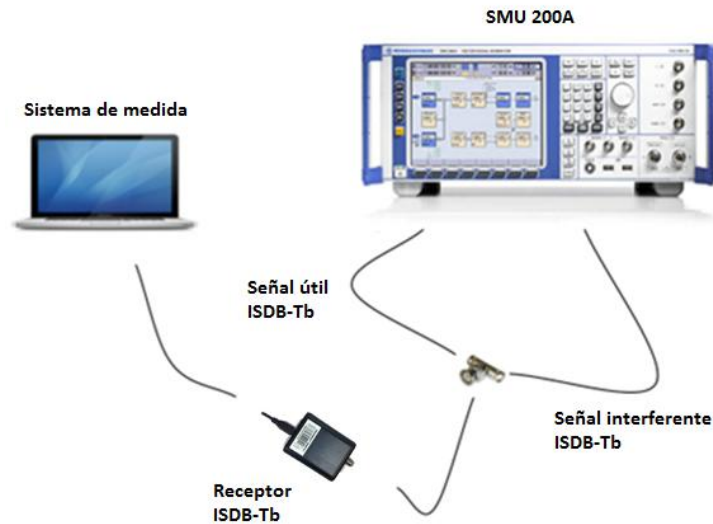 SMU 200A
Sistema de medida
Señal útil
ISDB-Tb
Señal interferente
ISDB-Tb
Receptor
ISDB-Tb